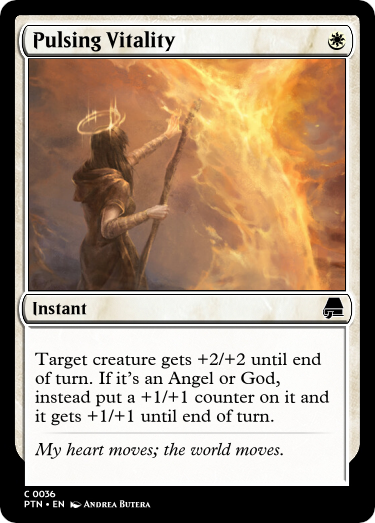 Pulsing Vitality
Instant
Target creature gets +2/+2 until end
of turn. If it's an Angel or God,
instead put a +1/+1 counter on it and
it gets +1/+1 until end of turn.
My heart moves; the world moves.
C 0036
PTN • EN Andrea Butera